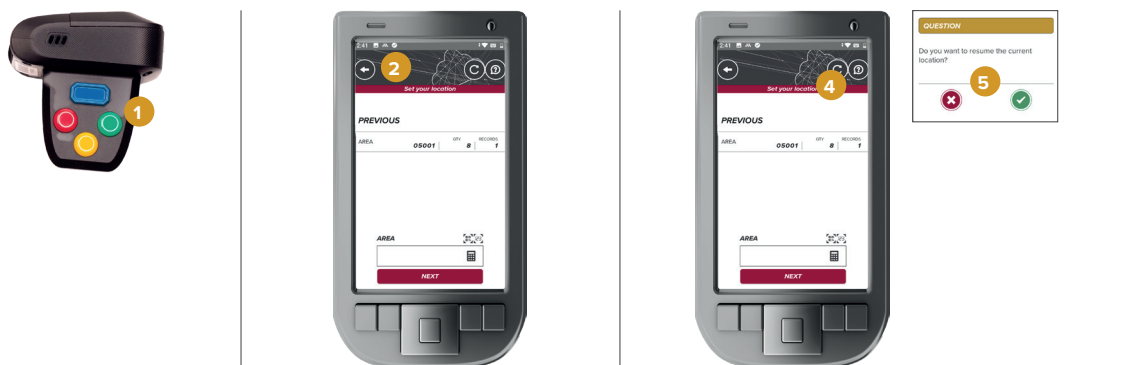 1
2:41
2
Set your location
PREVIOUS
AREA 05001 QTY 8 RECORDS 1
AREA
NEXT
2:41
4
Set your location
PREVIOUS
AREA 05001 QTY 8 RECORDS 1
AREA
NEXT
QUESTION
Do you want to resume the current
location?
5